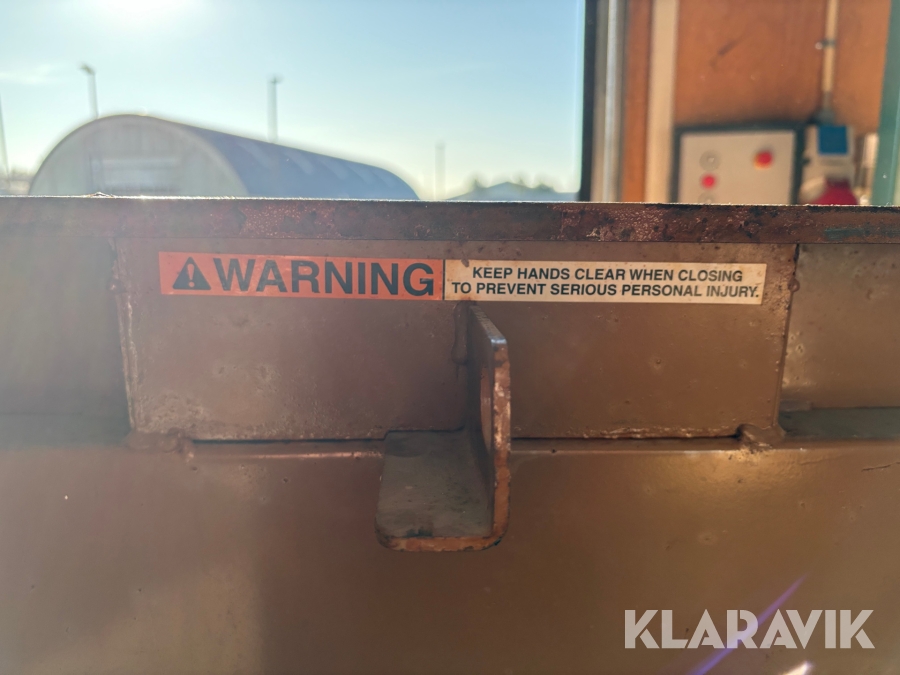 WARNING
KEEP HANDS CLEAR WHEN CLOSING
TO PREVENT SERIOUS PERSONAL INJURY.
KLARAVIK